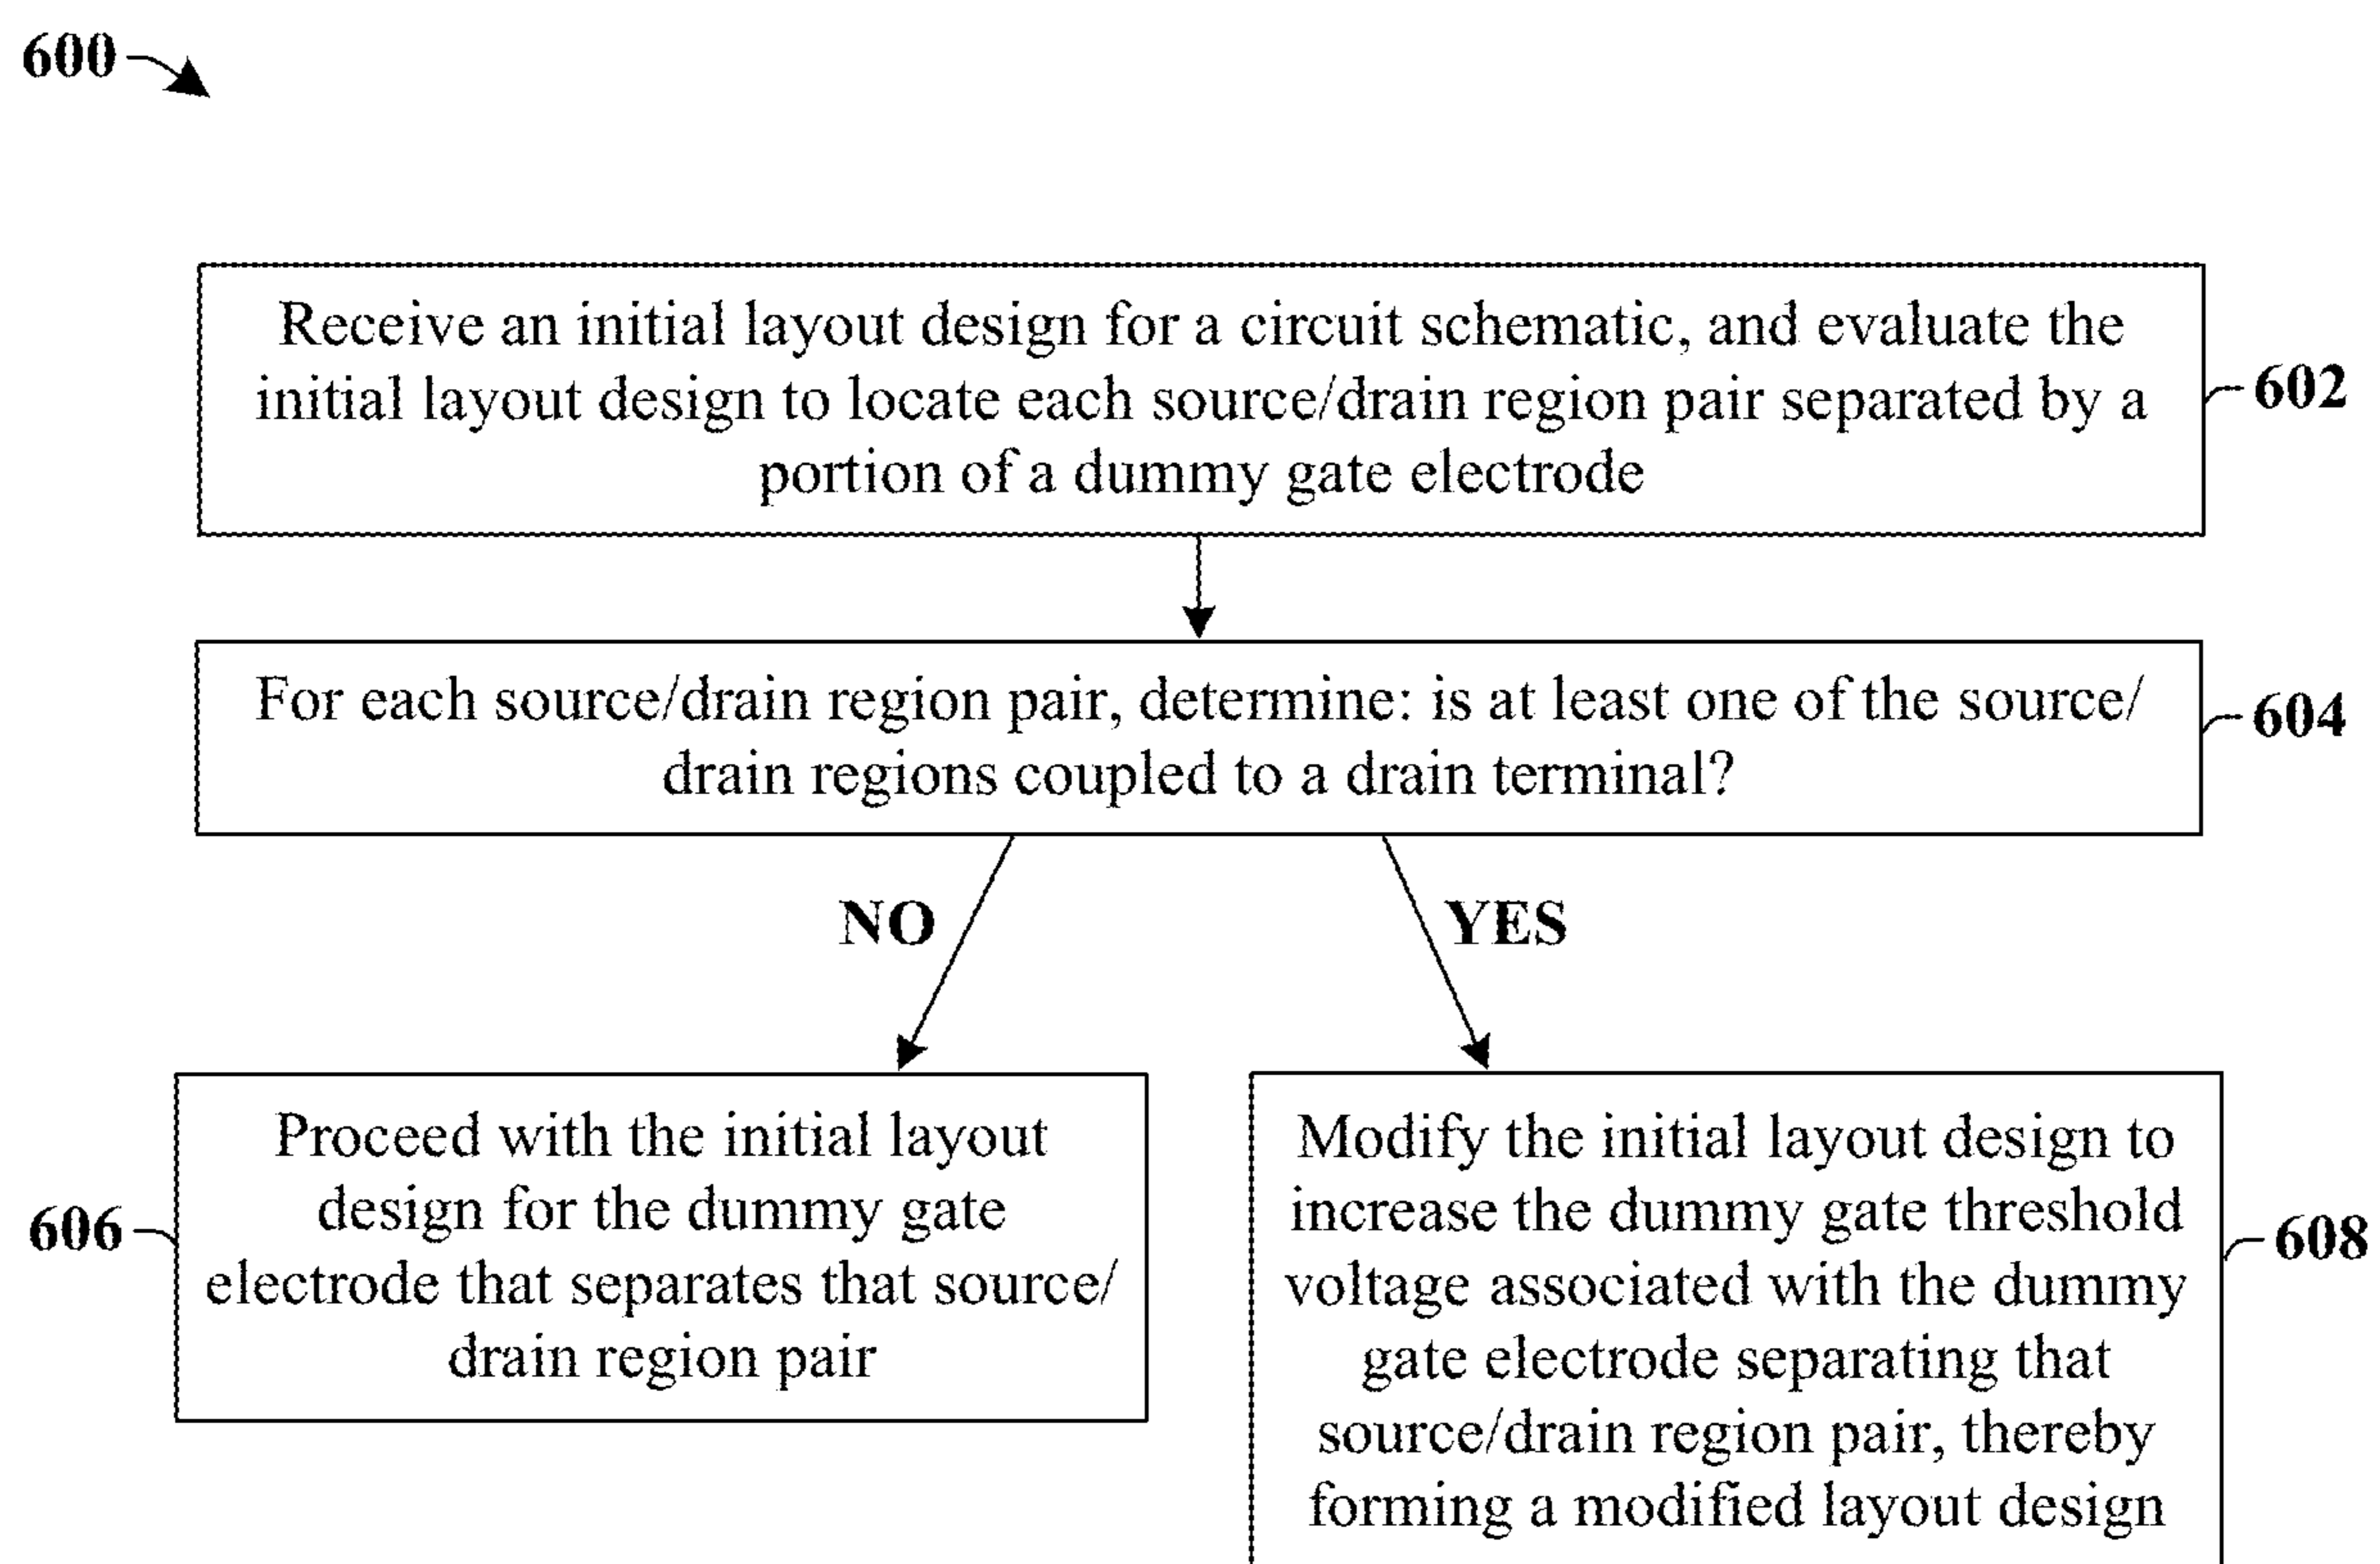 600
Receive an initial layout design for a circuit schematic, and evaluate the
initial layout design to locate each source/drain region pair separated by a
portion of a dummy gate electrode
602
For each source/drain region pair, determine: is at least one of the source/
drain regions coupled to a drain terminal?
604
NO
YES
Proceed with the initial layout
design for the dummy gate
electrode that separates that source/
drain region pair
606
Modify the initial layout design to
increase the dummy gate threshold
voltage associated with the dummy
gate electrode separating that
source/drain region pair, thereby
forming a modified layout design
608